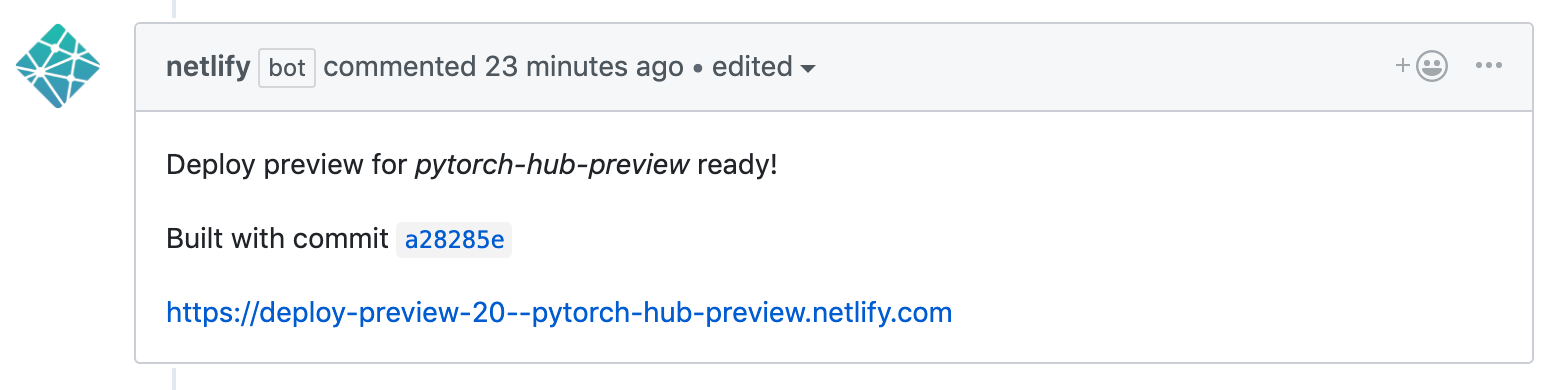 netlify bot commented 23 minutes ago • edited
Deploy preview for pytorch-hub-preview ready!
Built with commit a28285e
https://deploy-preview-20--pytorch-hub-preview.netlify.com